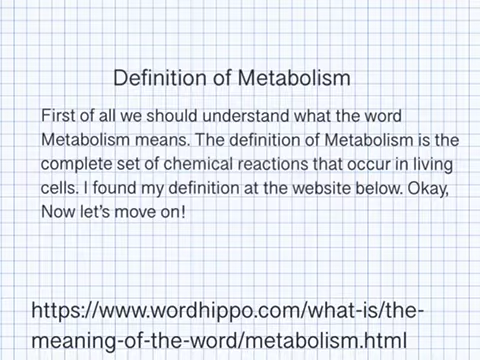 Definition of Metabolism
First of all we should understand what the word
Metabolism means. The definition of Metabolism is the
complete set of chemical reactions that occur in living
cells. I found my definition at the website below. Okay,
Now let's move on!
https://www.wordhippo.com/what-is/the-
meaning-of-the-word/metabolism.html